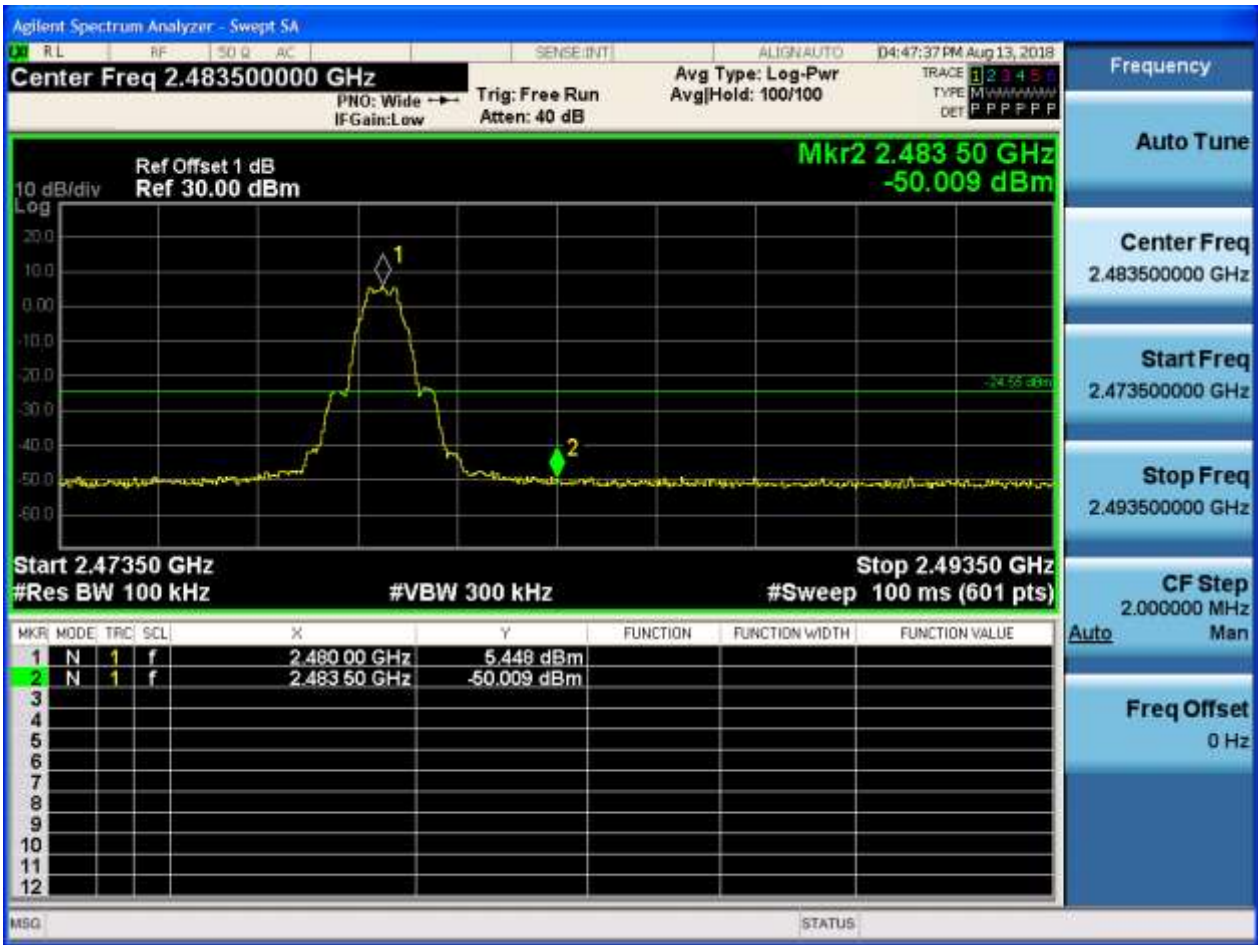 Agilent Spectrum Analyzer - Swept SA
RL RF 50 Ω AC SENSE:INT ALIGNAUTO 04:47:37 PM Aug 13, 2018
Center Freq 2.483500000 GHz
PNO: Wide
IFGain:Low
Trig: Free Run
Atten: 40 dB
Avg Type: Log-Pwr
Avg|Hold: 100/100
TRACE 1 2 3 4 5 6
TYPE M
DET P P P P P P
Ref Offset 1 dB
10 dB/div Ref 30.00 dBm
Log
Mkr2 2.483 50 GHz
-50.009 dBm
20.0
10.0
0.00
-10.0
-20.0
-30.0
-40.0
-50.0
-60.0
1
2
-24.55 dBm
Start 2.47350 GHz Stop 2.49350 GHz
#Res BW 100 kHz #VBW 300 kHz #Sweep 100 ms (601 pts)
MKR MODE TRC SCL X Y FUNCTION FUNCTION WIDTH FUNCTION VALUE
1 N 1 f 2.480 00 GHz 5.448 dBm
2 N 1 f 2.483 50 GHz -50.009 dBm
3
4
5
6
7
8
9
10
11
12
MSG STATUS
Frequency
Auto Tune
Center Freq
2.483500000 GHz
Start Freq
2.473500000 GHz
Stop Freq
2.493500000 GHz
CF Step
2.000000 MHz
Auto Man
Freq Offset
0 Hz